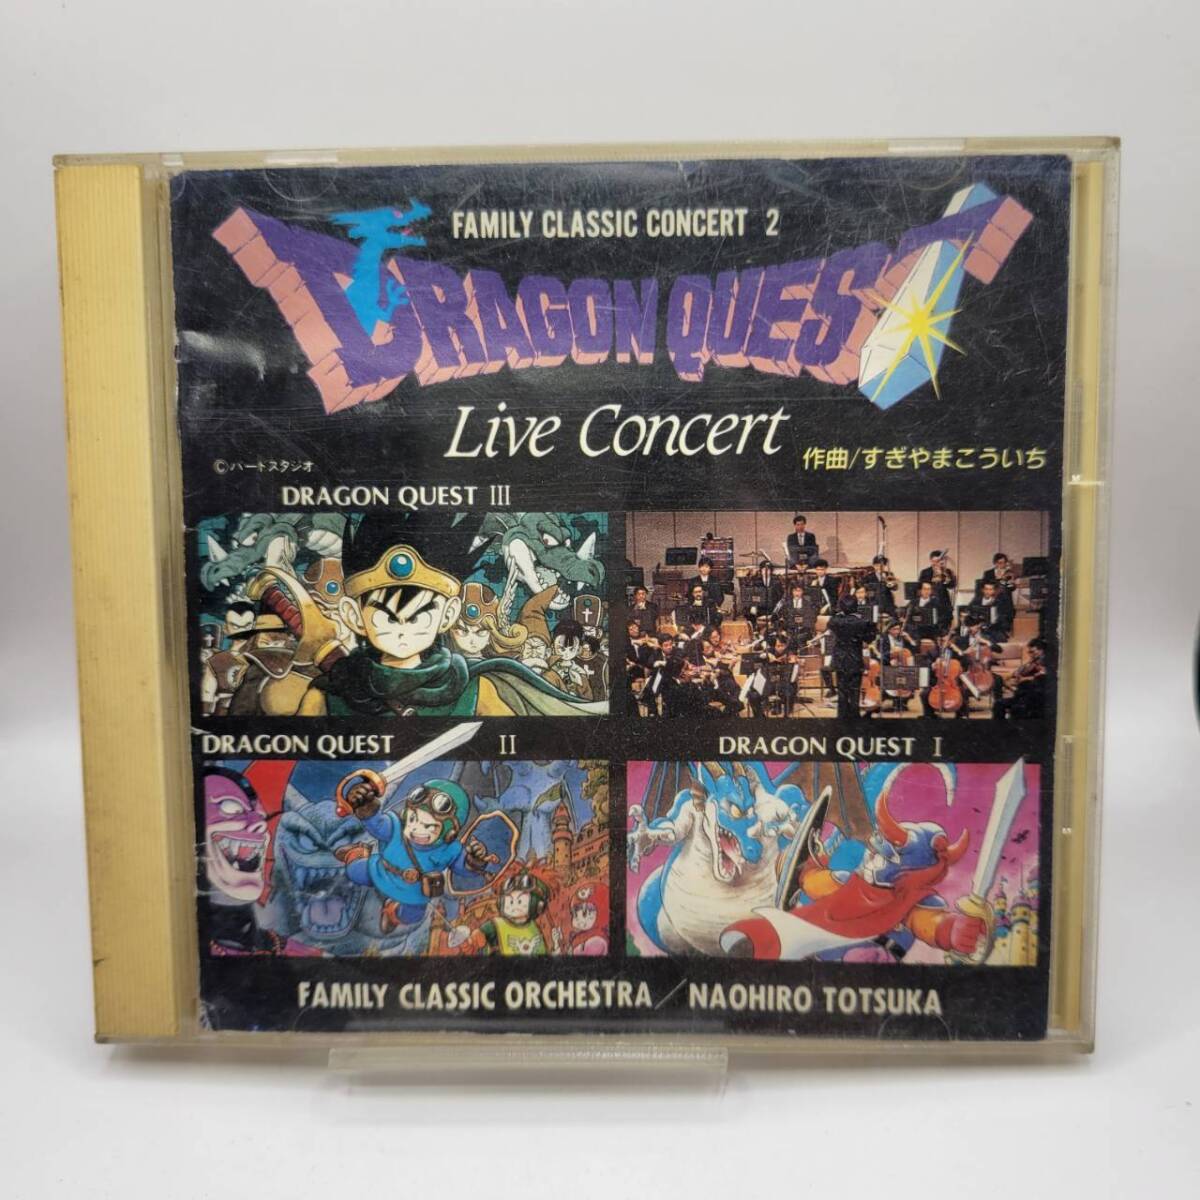 FAMILY CLASSIC CONCERT 2
DRAGON QUEST
Live Concert
作曲/すぎやまこういち
©バードスタジオ
DRAGON QUEST III
DRAGON QUEST II
DRAGON QUEST I
FAMILY CLASSIC ORCHESTRA/NAOHIRO TOTSUKA